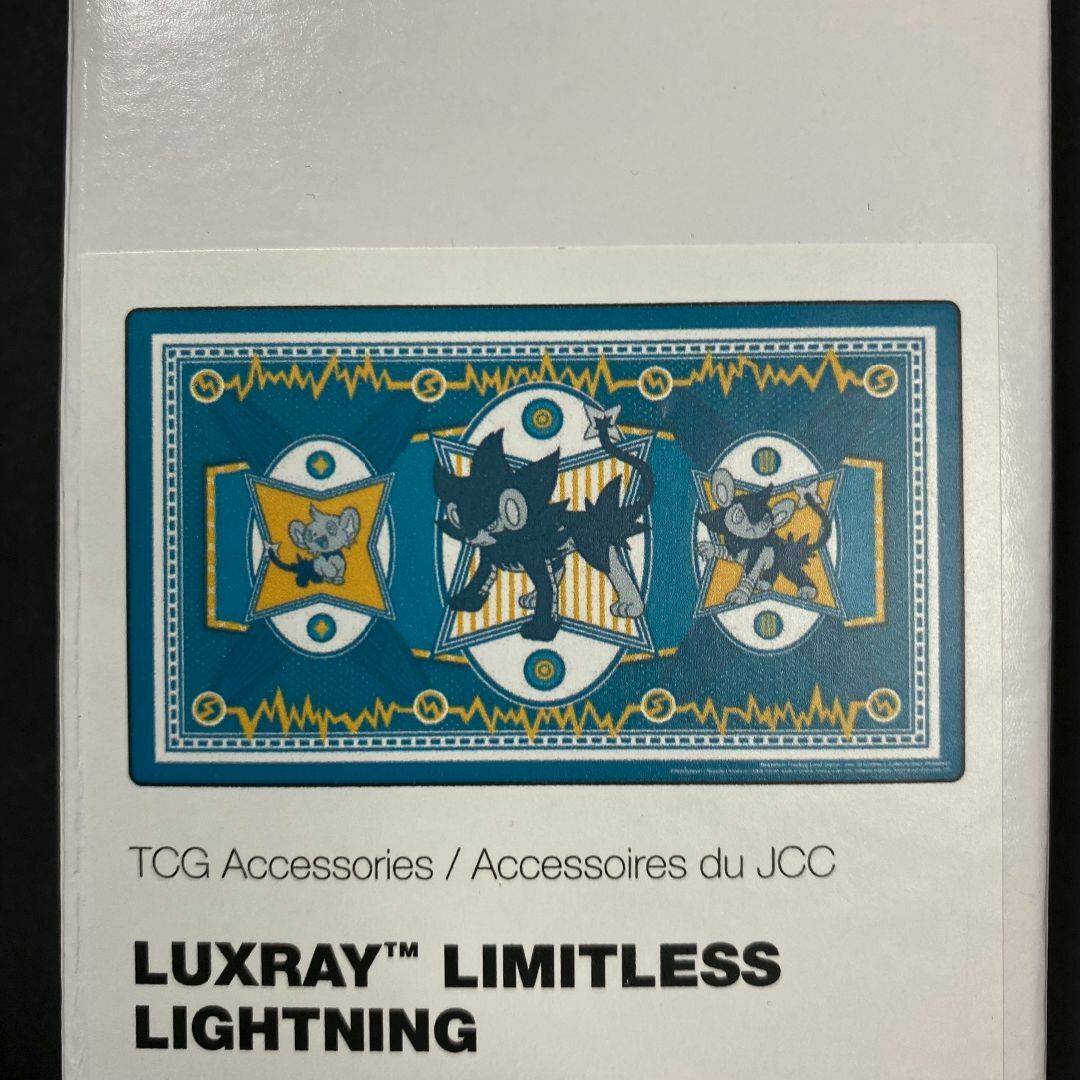 TCG Accessories / Accessoires du JCC
LUXRAY™ LIMITLESS
LIGHTNING